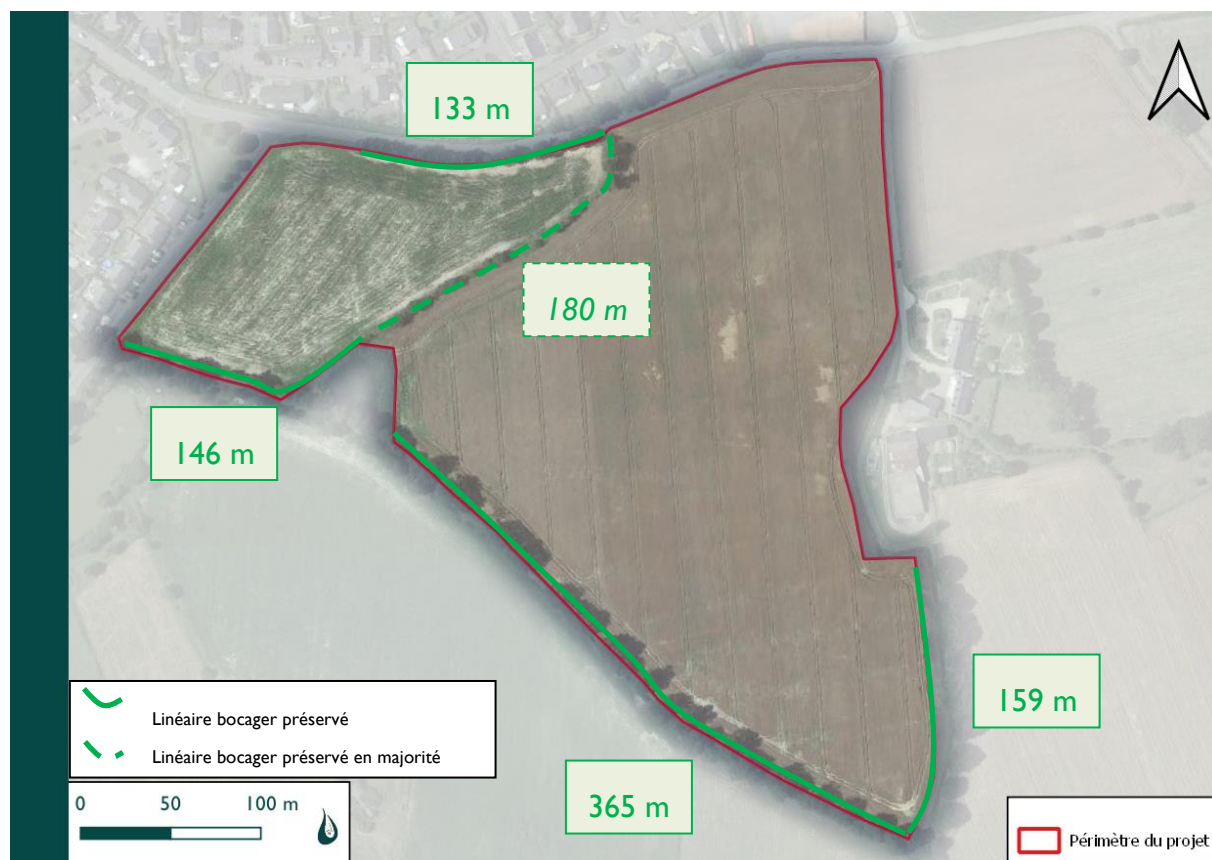 133 m
180 m
146 m
159 m
365 m
Linéaire bocager préservé
Linéaire bocager préservé en majorité
0 50 100 m
Périmètre du projet